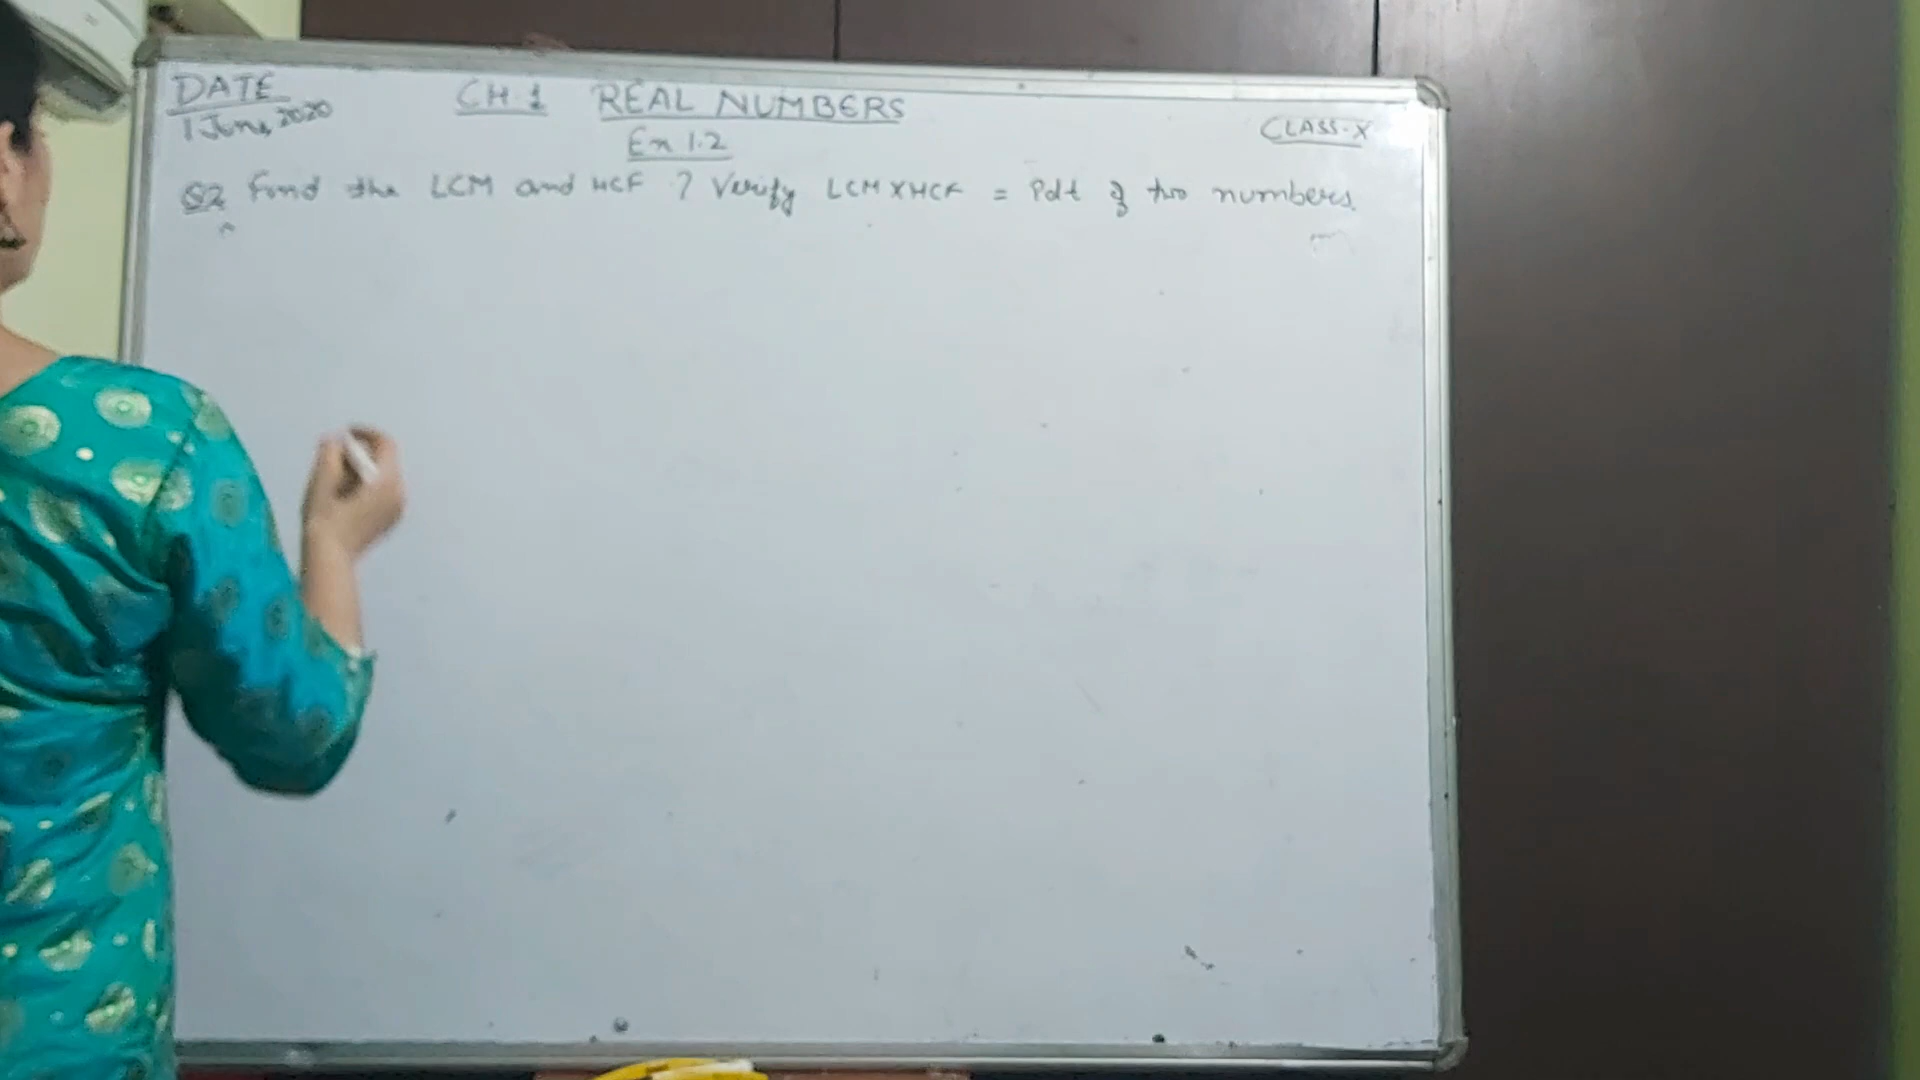 DATE
1 June, 2020
CH 1 REAL NUMBERS
CLASS-X
Ex 1.2
Q2 Find the LCM and HCF ? Verify LCM X HCF = Pdt of two numbers.